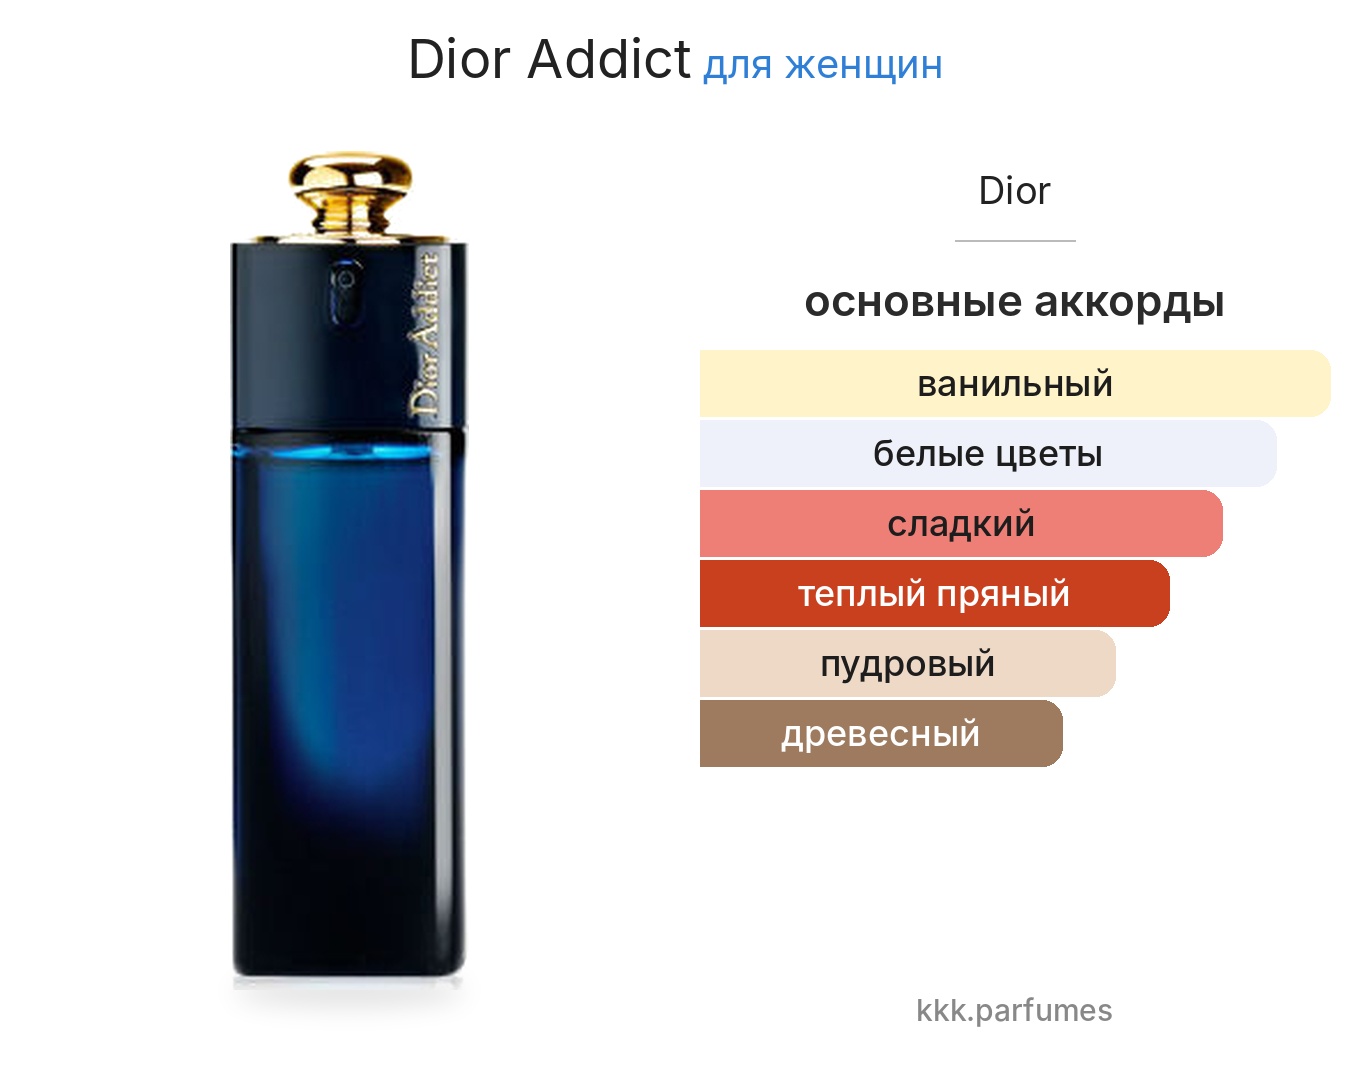 Dior Addict для женщин
Dior Addict
Dior
основные аккорды
ванильный
белые цветы
сладкий
теплый пряный
пудровый
древесный
kkk.parfumes